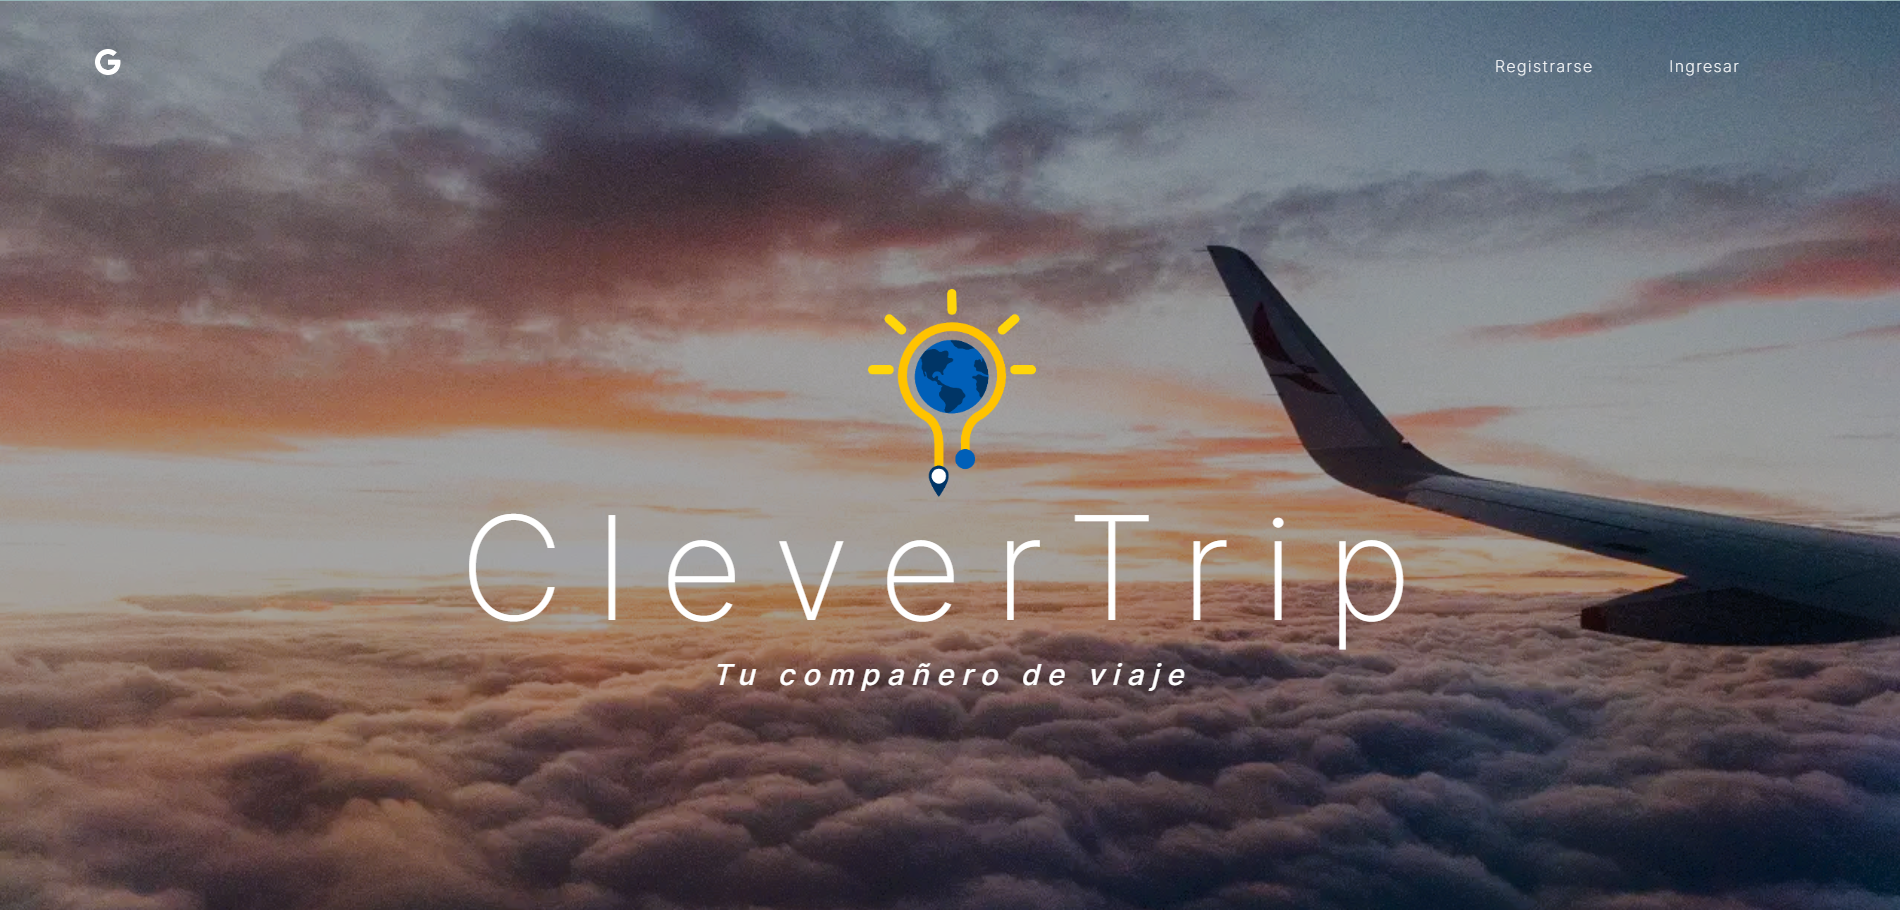 G
Registrarse
Ingresar
CleverTrip
Tu compañero de viaje